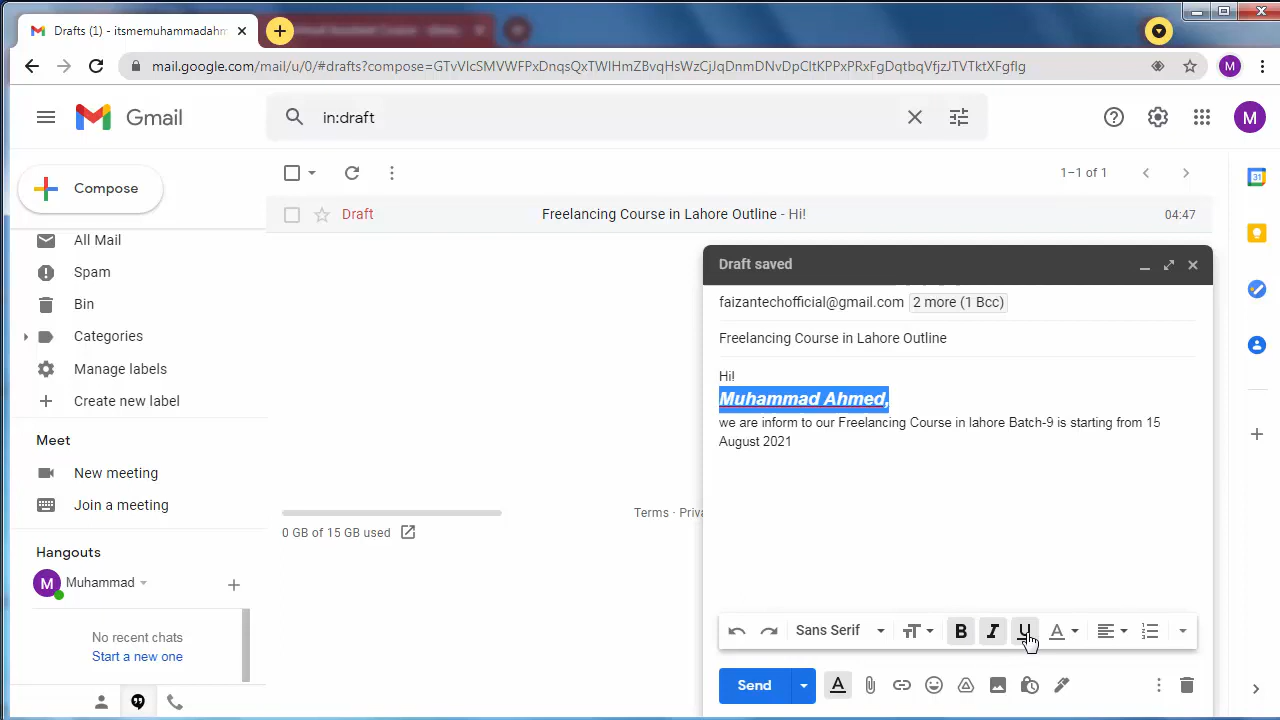 Drafts (1) - itsmemuhammadahm
mail.google.com/mail/u/0/#drafts?compose=GTvVlcSMVWTFxDnqsQxTWlHmZBvqHsWzCjJqDnmDNvDpCltKPPxPRxFgDqtbqVfjzJTVTktXFgflg
M
Gmail
in:draft
M
Compose
1–1 of 1
31
Draft
Freelancing Course in Lahore Outline - Hi!
04:47
All Mail
Spam
Bin
Categories
Manage labels
Create new label
Meet
New meeting
Join a meeting
Hangouts
M
Muhammad
No recent chats
Start a new one
0 GB of 15 GB used
Terms · Priva
Draft saved
faizantechofficial@gmail.com 2 more (1 Bcc)
Freelancing Course in Lahore Outline
Hi!
Muhammad Ahmed,
we are inform to our Freelancing Course in lahore Batch-9 is starting from 15
August 2021
Sans Serif
B I U A
Send
A